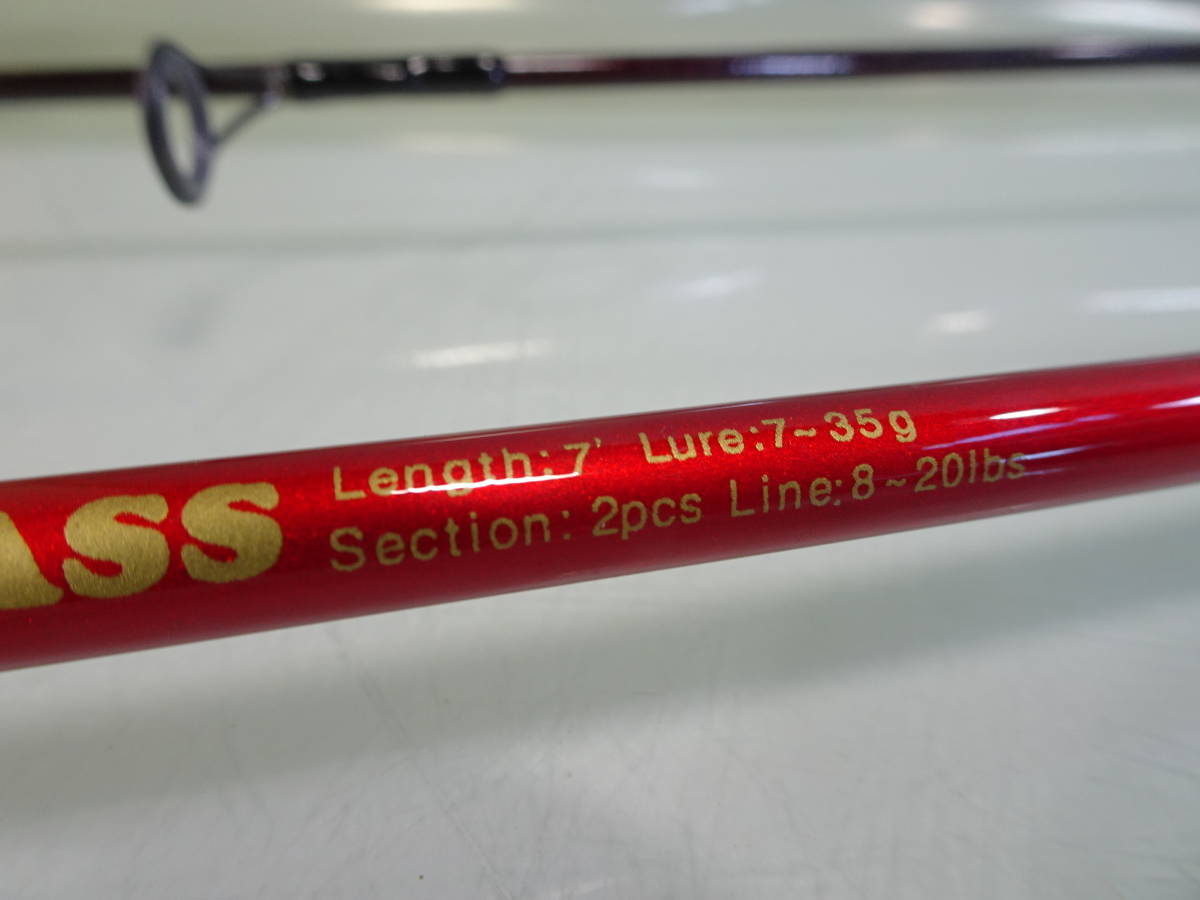 ASS
Length: 7' Lure:7~35g
Section: 2pcs Line:8~20lbs